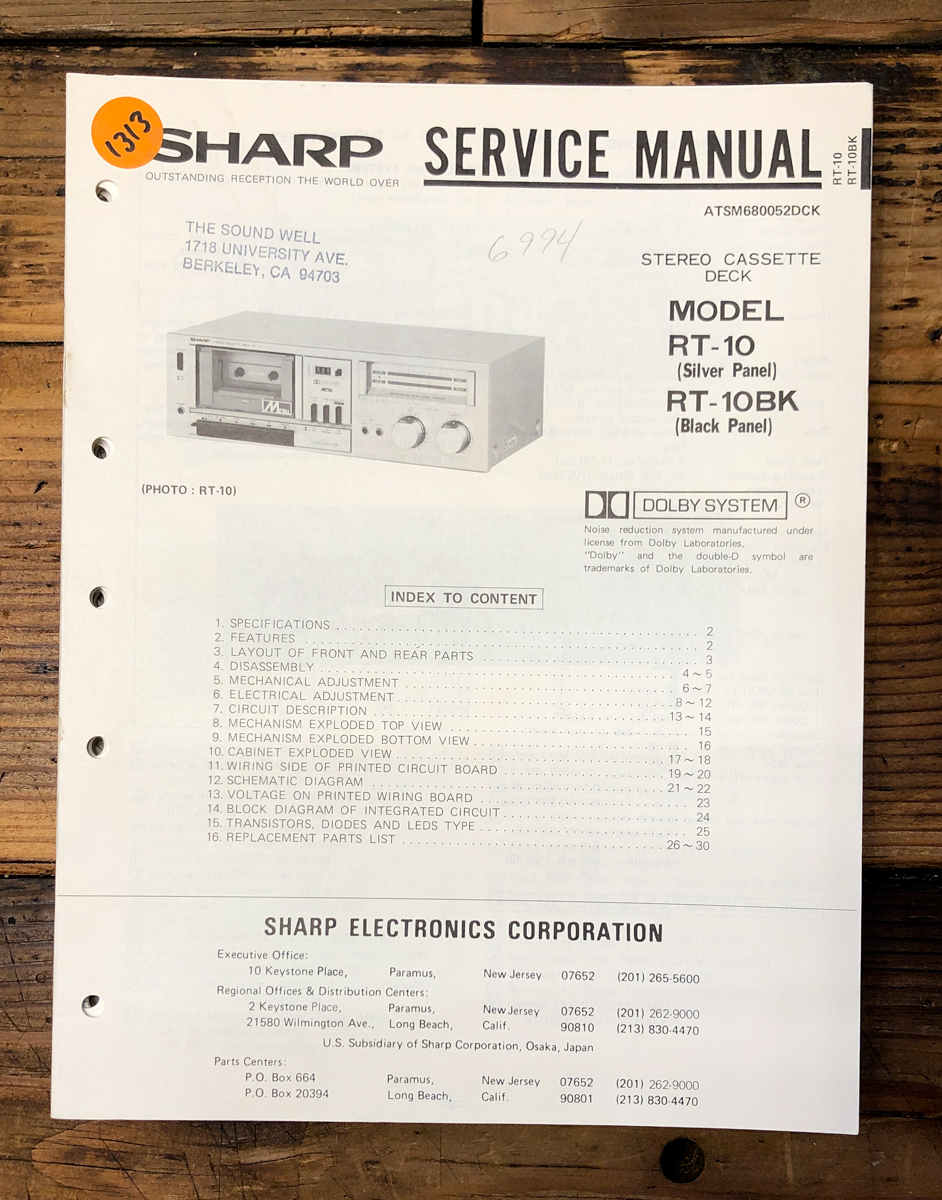 1313
SHARP SERVICE MANUAL
OUTSTANDING RECEPTION THE WORLD OVER
RT-10
RT-10BK
ATSM680052DCK
THE SOUND WELL
1718 UNIVERSITY AVE.
BERKELEY, CA 94703
6994
STEREO CASSETTE
DECK
MODEL
RT-10
(Silver Panel)
RT-10BK
(Black Panel)
SHARP
METAL
METAL
(PHOTO : RT-10)
DOLBY SYSTEM ®
Noise reduction system manufactured under
license from Dolby Laboratories.
"Dolby" and the double-D symbol are
trademarks of Dolby Laboratories.
INDEX TO CONTENT
1. SPECIFICATIONS . . . . . . . . . . 2
2. FEATURES . . . . . . . . . . 2
3. LAYOUT OF FRONT AND REAR PARTS . . . . . . . . . . 3
4. DISASSEMBLY . . . . . . . . . . 4 ~ 5
5. MECHANICAL ADJUSTMENT . . . . . . . . . . 6 ~ 7
6. ELECTRICAL ADJUSTMENT . . . . . . . . . . 8 ~ 12
7. CIRCUIT DESCRIPTION . . . . . . . . . . 13 ~ 14
8. MECHANISM EXPLODED TOP VIEW . . . . . . . . . . 15
9. MECHANISM EXPLODED BOTTOM VIEW . . . . . . . . . . 16
10. CABINET EXPLODED VIEW . . . . . . . . . . 17 ~ 18
11. WIRING SIDE OF PRINTED CIRCUIT BOARD . . . . . . . . . . 19 ~ 20
12. SCHEMATIC DIAGRAM . . . . . . . . . . 21 ~ 22
13. VOLTAGE ON PRINTED WIRING BOARD . . . . . . . . . . 23
14. BLOCK DIAGRAM OF INTEGRATED CIRCUIT . . . . . . . . . . 24
15. TRANSISTORS, DIODES AND LEDS TYPE . . . . . . . . . . 25
16. REPLACEMENT PARTS LIST . . . . . . . . . . 26 ~ 30
SHARP ELECTRONICS CORPORATION
Executive Office:
10 Keystone Place, Paramus, New Jersey 07652 (201) 265-5600
Regional Offices & Distribution Centers:
2 Keystone Place, Paramus, New Jersey 07652 (201) 262-9000
21580 Wilmington Ave., Long Beach, Calif. 90810 (213) 830-4470
U.S. Subsidiary of Sharp Corporation, Osaka, Japan
Parts Centers:
P.O. Box 664 Paramus, New Jersey 07652 (201) 262-9000
P.O. Box 20394 Long Beach, Calif. 90801 (213) 830-4470